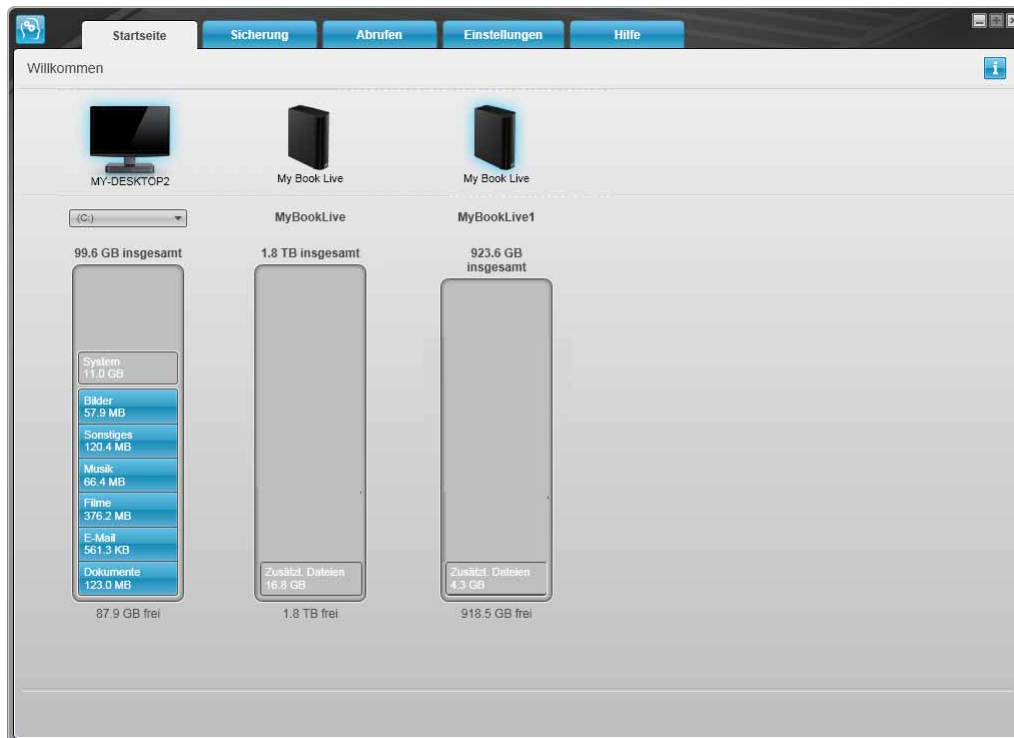 Startseite
Sicherung
Abrufen
Einstellungen
Hilfe
Willkommen
i
MY-DESKTOP2
My Book Live
My Book Live
(C:)
MyBookLive
MyBookLive1
99.6 GB insgesamt
1.8 TB insgesamt
923.6 GB
insgesamt
System
11.0 GB
Bilder
57.9 MB
Sonstiges
120.4 MB
Musik
66.4 MB
Filme
376.2 MB
E-Mail
561.3 KB
Dokumente
123.0 MB
Zusätzl. Dateien
16.8 GB
Zusätzl. Dateien
4.3 GB
87.9 GB frei
1.8 TB frei
918.5 GB frei